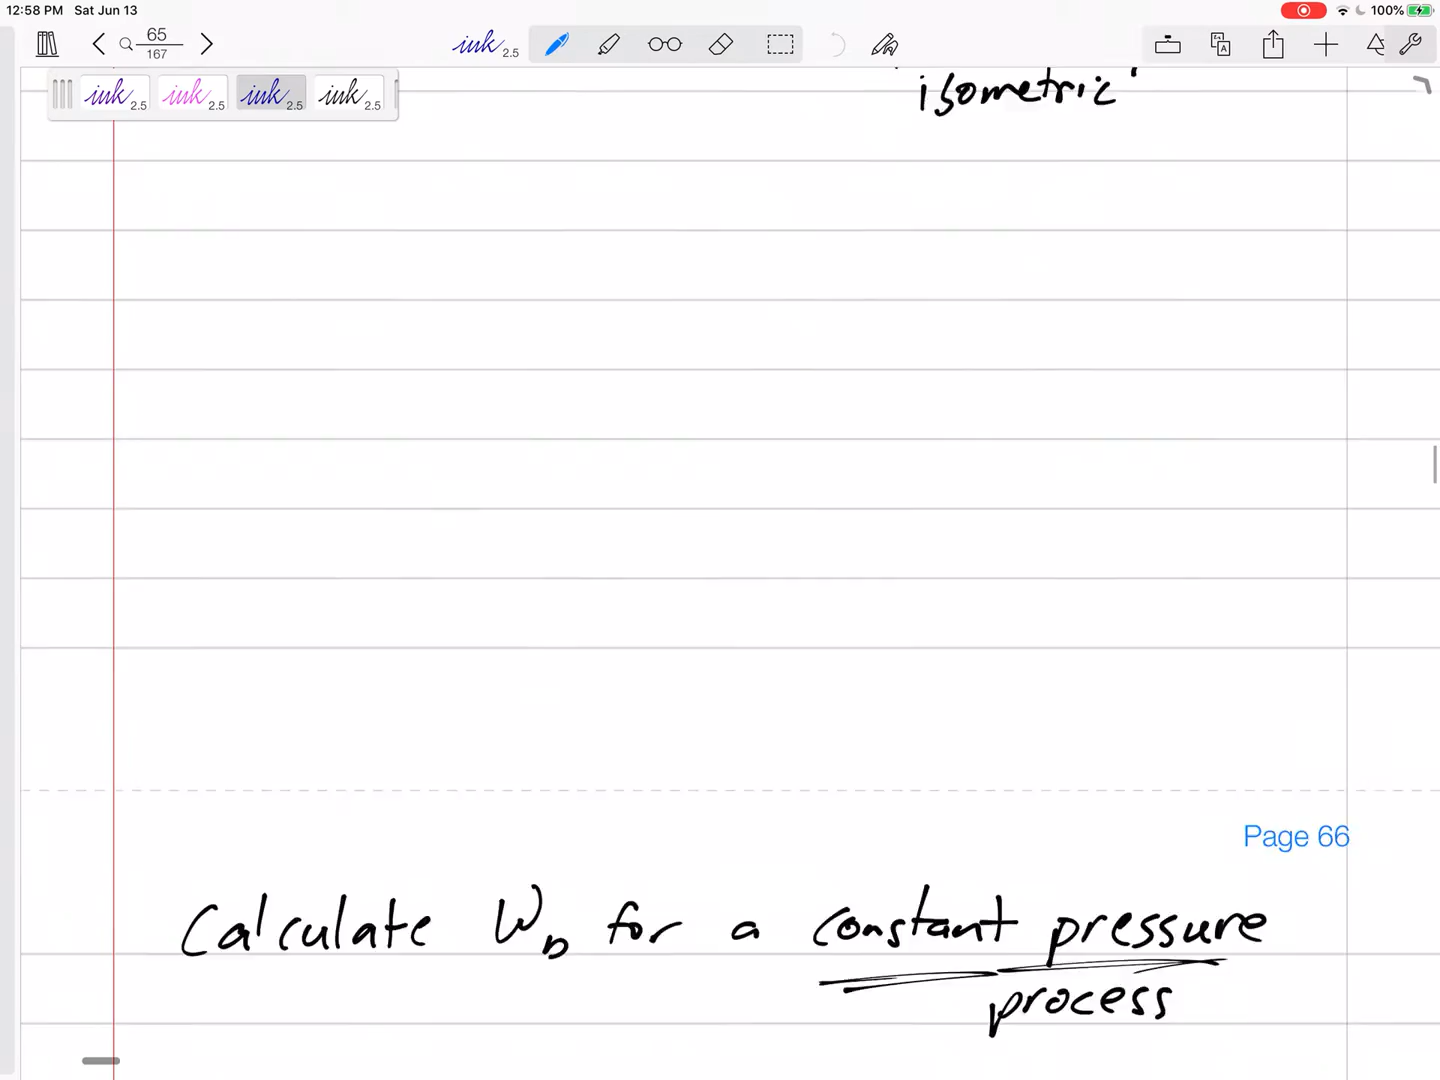 12:58 PM Sat Jun 13
100%
65
167
ink 2.5
ink 2.5
ink 2.5
ink 2.5
ink 2.5
isometric
Page 66
Calculate Wb for a constant pressure
process